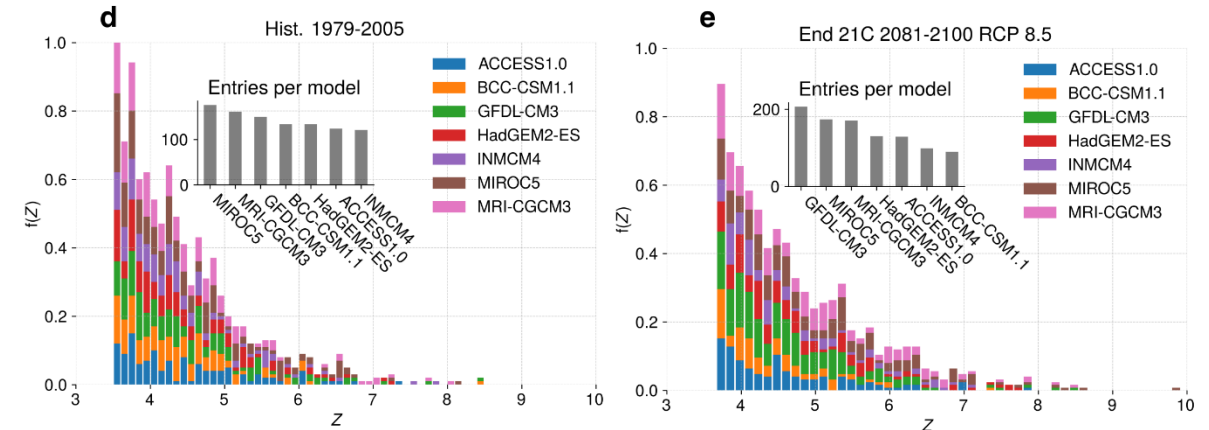 d
Hist. 1979-2005
1.0
0.8
0.6
0.4
0.2
0.0
f(Z)
3 4 5 6 7 8 9 10
Z
ACCESS1.0
BCC-CSM1.1
GFDL-CM3
HadGEM2-ES
INMCM4
MIROC5
MRI-CGCM3
Entries per model
100
0
MIROC5
MRI-CGCM3
GFDL-CM3
BCC-CSM1.1
HadGEM2-ES
ACCESS1.0
INMCM4
e
End 21C 2081-2100 RCP 8.5
1.0
0.8
0.6
0.4
0.2
0.0
f(Z)
3 4 5 6 7 8 9 10
Z
ACCESS1.0
BCC-CSM1.1
GFDL-CM3
HadGEM2-ES
INMCM4
MIROC5
MRI-CGCM3
Entries per model
200
0
GFDL-CM3
MIROC5
MRI-CGCM3
HadGEM2-ES
ACCESS1.0
INMCM4
BCC-CSM1.1